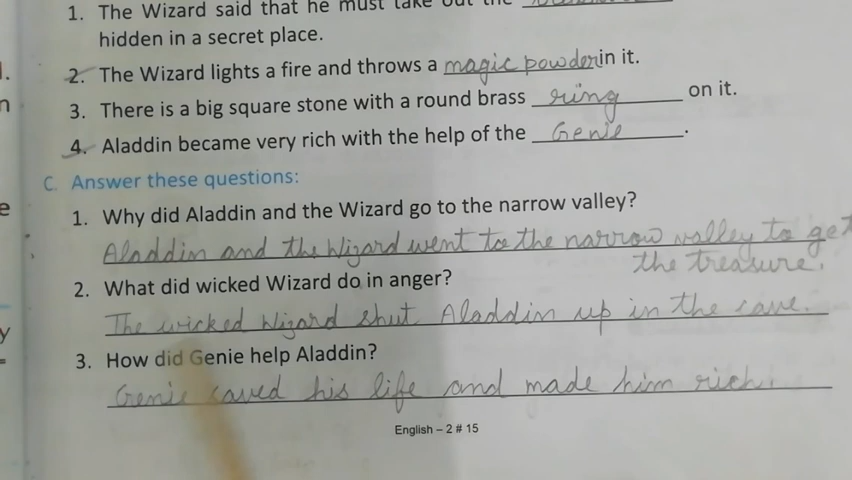 1. The Wizard said that he must take out the
hidden in a secret place.
2. The Wizard lights a fire and throws a magic powder in it.
3. There is a big square stone with a round brass ring on it.
4. Aladdin became very rich with the help of the Genie.
C. Answer these questions:
1. Why did Aladdin and the Wizard go to the narrow valley?
Aladdin and the Wizard went to the narrow valley to get
the treasure.
2. What did wicked Wizard do in anger?
The wicked Wizard shut Aladdin up in the cave.
3. How did Genie help Aladdin?
Genie saved his life and made him rich.
English – 2 # 15